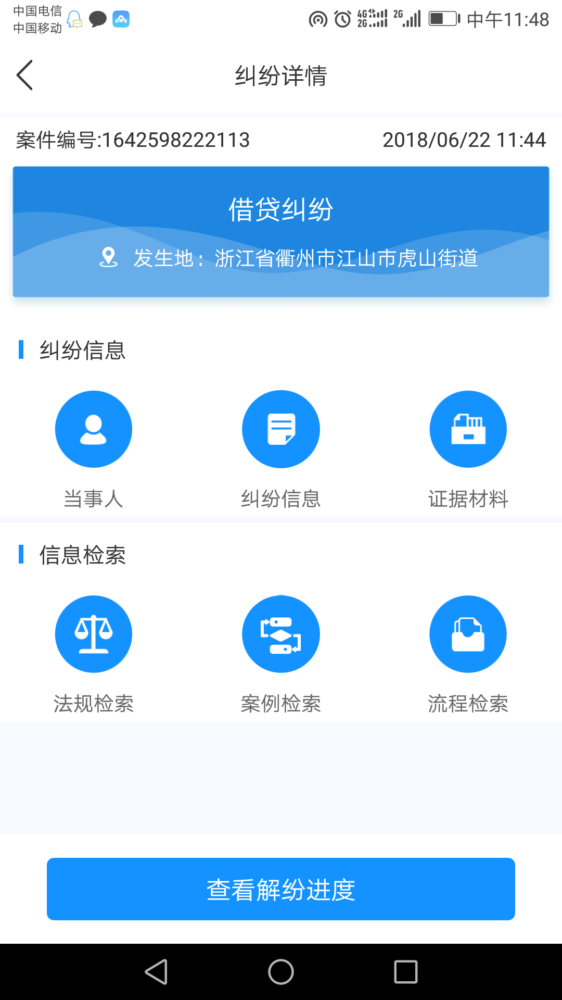 中国电信
中国移动
4G 2G 2G 中午11:48
纠纷详情
案件编号:1642598222113 2018/06/22 11:44
借贷纠纷
发生地：浙江省衢州市江山市虎山街道
纠纷信息
当事人 纠纷信息 证据材料
信息检索
法规检索 案例检索 流程检索
查看解纷进度